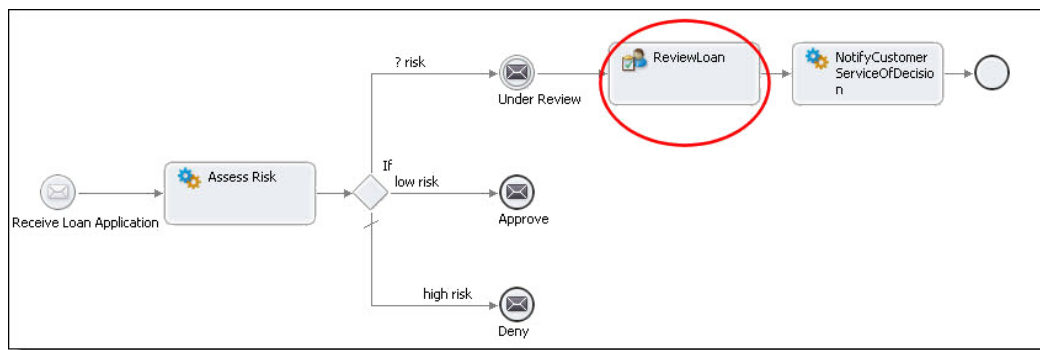 ? risk
Under Review
ReviewLoan
NotifyCustomer
ServiceOfDecisio
n
Receive Loan Application
Assess Risk
If
low risk
Approve
high risk
Deny